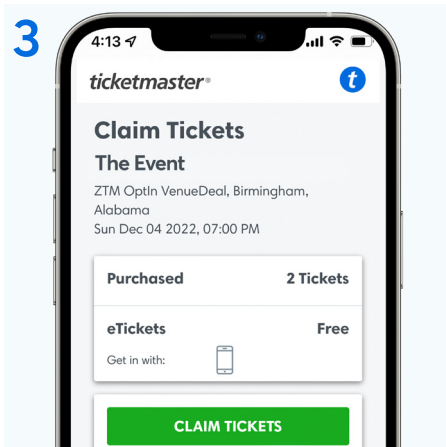 3
4:13
ticketmaster®
t
Claim Tickets
The Event
ZTM OptIn VenueDeal, Birmingham,
Alabama
Sun Dec 04 2022, 07:00 PM
Purchased 2 Tickets
eTickets Free
Get in with:
CLAIM TICKETS